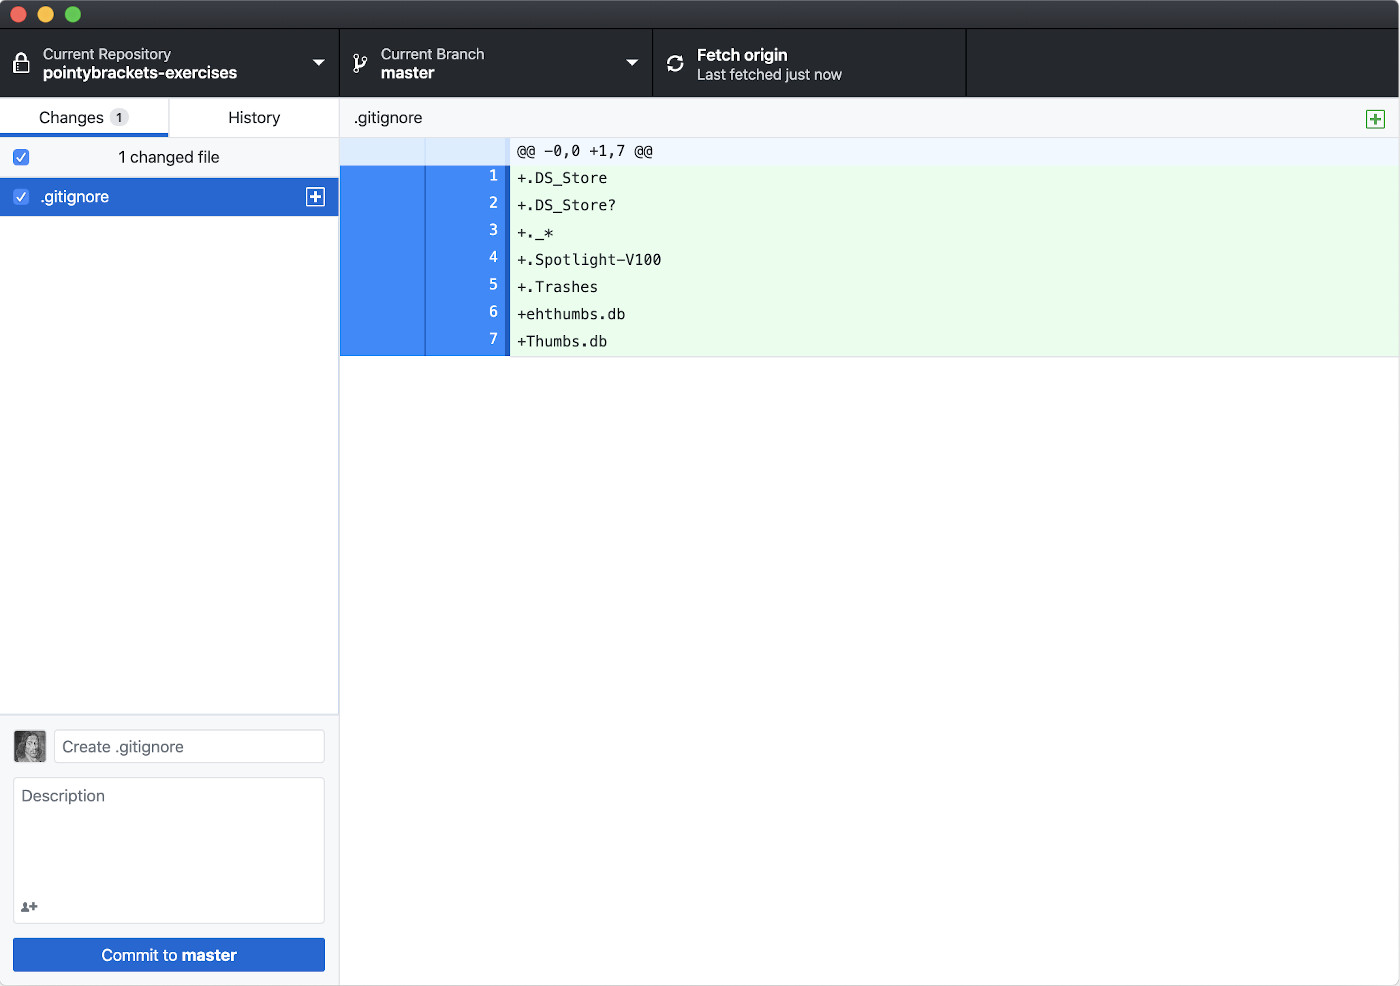 Current Repository
pointybrackets-exercises
Current Branch
master
Fetch origin
Last fetched just now
Changes 1
History
.gitignore
1 changed file
.gitignore
@@ -0,0 +1,7 @@
1 +.DS_Store
2 +.DS_Store?
3 +._*
4 +.Spotlight-V100
5 +.Trashes
6 +ehthumbs.db
7 +Thumbs.db
Create .gitignore
Description
Commit to master